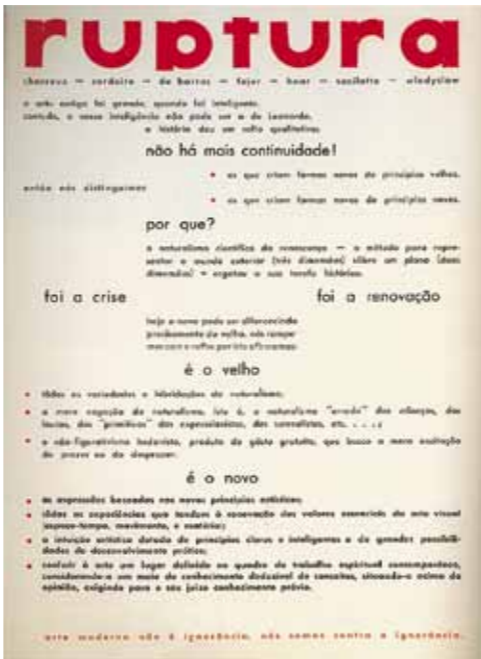 ruptura
charroux – cordeiro – de barros – fejer – haar – sacilotto – wladyslaw
a arte antiga foi grande, quando foi inteligente.
contudo, a nossa inteligência não pode ser a de Leonardo.
a história deu um salto qualitativo:
não há mais continuidade!
então nós distinguimos
• os que criam formas novas de princípios velhos.
• os que criam formas novas de princípios novos.
por que?
o naturalismo científico da renascença — o método para repre-
sentar o mundo exterior (três dimensões) sôbre um plano (duas
dimensões) — esgotou a sua tarefa histórica.
foi a crise
foi a renovação
hoje o novo pode ser diferenciado
precisamente do velho. nós rompemos
com o velho por isto afirmamos:
é o velho
• tôdas as variedades e hibridações do naturalismo;
• a mera negação do naturalismo, isto é, o naturalismo "errado" das crianças, dos
loucos, dos "primitivos" dos expressionistas, dos surrealistas, etc. . . . ;
• o não-figurativismo hedonista, produto do gôsto gratuito, que busca a mera excitação
do prazer ou do desprazer.
é o novo
• as expressões baseadas nos novos princípios artísticos;
• tôdas as experiências que tendem à renovação dos valores essenciais da arte visual
(espaço-tempo, movimento, e matéria);
• a intuição artística dotada de princípios claros e inteligentes e de grandes possibili-
dades de desenvolvimento prático;
• conferir à arte um lugar definido no quadro do trabalho espiritual contemporâneo,
considerando-a um meio de conhecimento deduzível de conceitos, situando-a acima da
opinião, exigindo para o seu juízo conhecimento prévio.
arte moderna não é ignorância, nós somos contra a ignorância.